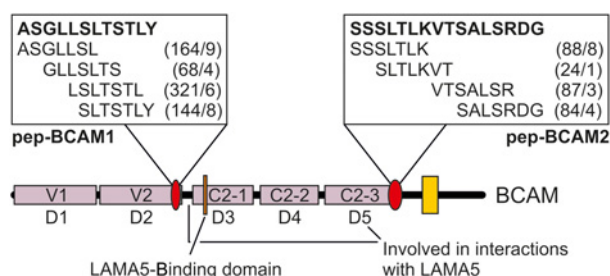 ASGLLSLTSTLY
ASGLLSL (164/9)
GLLSLTS (68/4)
LSLTSTL (321/6)
SLTSTLY (144/8)
pep-BCAM1
SSSLTLKVTSALSRDG
SSSLTLK (88/8)
SLTLKVT (24/1)
VTSALSR (87/3)
SALSRDG (84/4)
pep-BCAM2
V1 V2 C2-1 C2-2 C2-3 BCAM
D1 D2 D3 D4 D5
LAMA5-Binding domain
Involved in interactions
with LAMA5